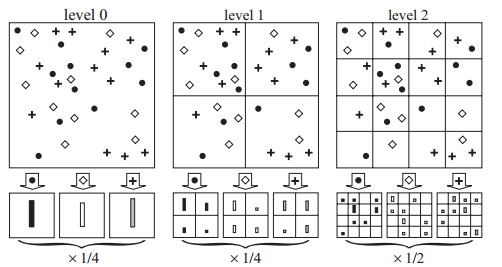 level 0 level 1 level 2
× 1/4 × 1/4 × 1/2